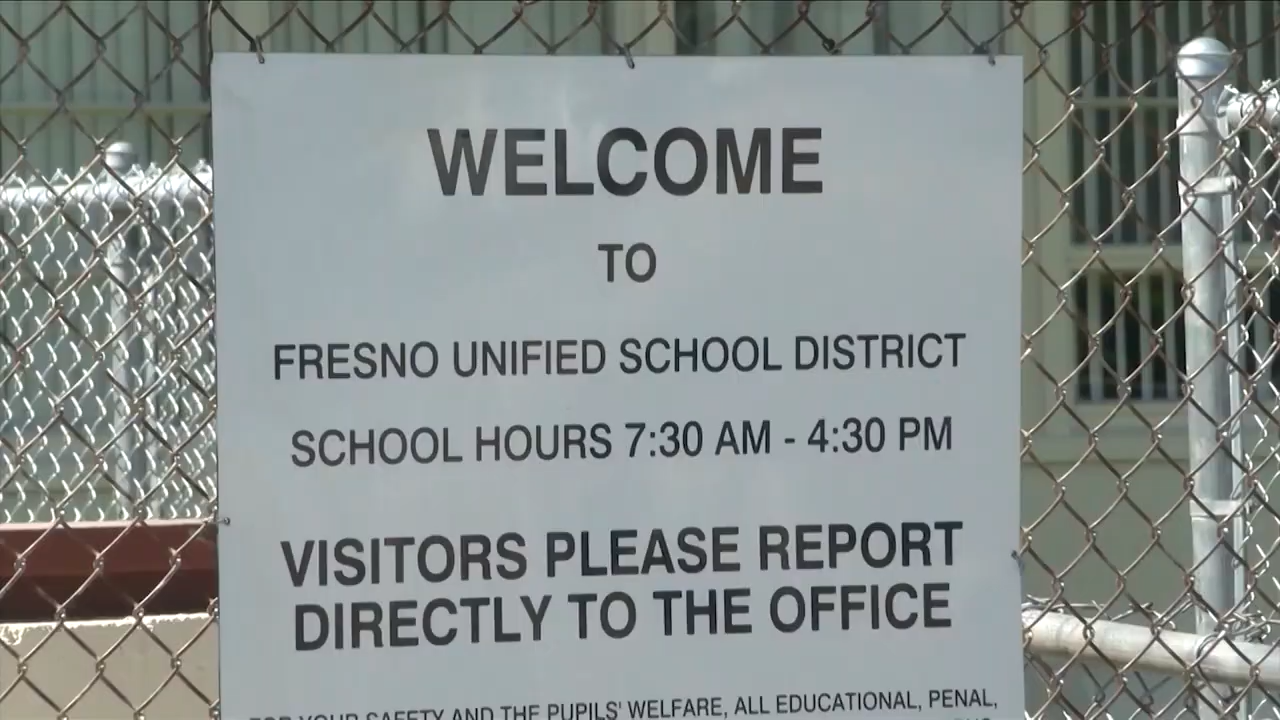 WELCOME
TO
FRESNO UNIFIED SCHOOL DISTRICT
SCHOOL HOURS 7:30 AM - 4:30 PM
VISITORS PLEASE REPORT
DIRECTLY TO THE OFFICE
FOR YOUR SAFETY AND THE PUPILS' WELFARE, ALL EDUCATIONAL, PENAL,